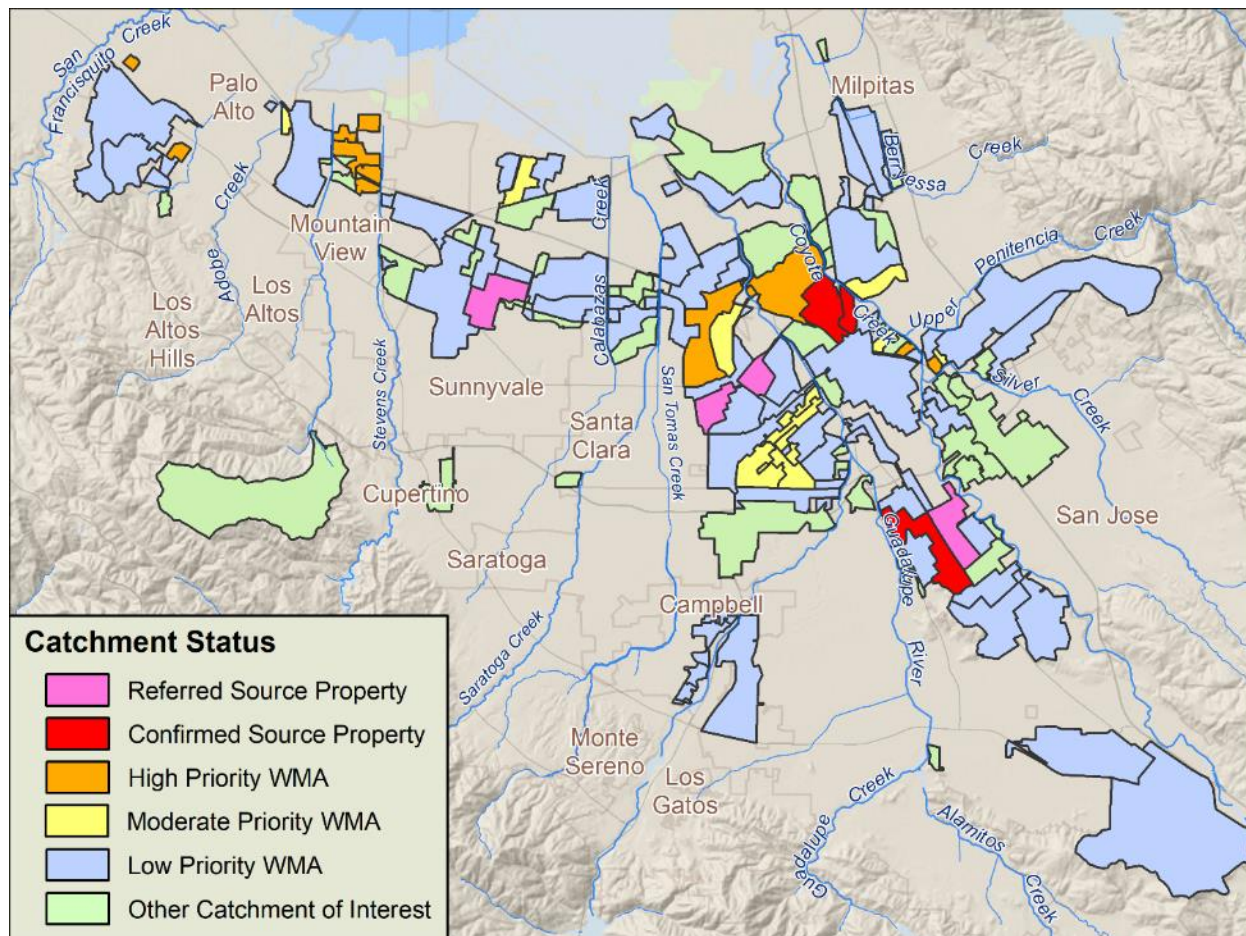 San
Francisquito Creek
Palo
Alto
Milpitas
Berryessa
Creek
Adobe Creek
Mountain
View
Creek
Calabazas
Coyote
Creek
Upper Penitencia Creek
Los
Altos
Hills
Los
Altos
Stevens Creek
Sunnyvale
San Tomas Creek
Silver
Creek
Santa
Clara
Cupertino
San Jose
Saratoga
Guadalupe
River
Campbell
Saratoga Creek
Monte
Sereno
Los
Gatos
Guadalupe Creek
Alamitos
Creek
Catchment Status
Referred Source Property
Confirmed Source Property
High Priority WMA
Moderate Priority WMA
Low Priority WMA
Other Catchment of Interest